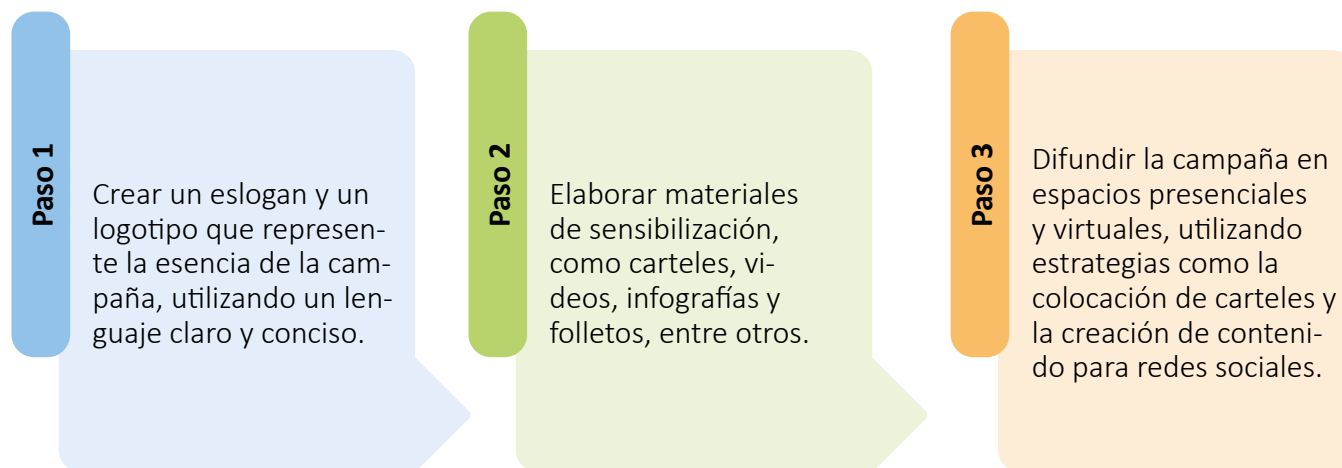 Paso 1
Crear un eslogan y un
logotipo que represen-
te la esencia de la cam-
paña, utilizando un len-
guaje claro y conciso.
Paso 2
Elaborar materiales
de sensibilización,
como carteles, vi-
deos, infografías y
folletos, entre otros.
Paso 3
Difundir la campaña en
espacios presenciales
y virtuales, utilizando
estrategias como la
colocación de carteles y
la creación de conteni-
do para redes sociales.